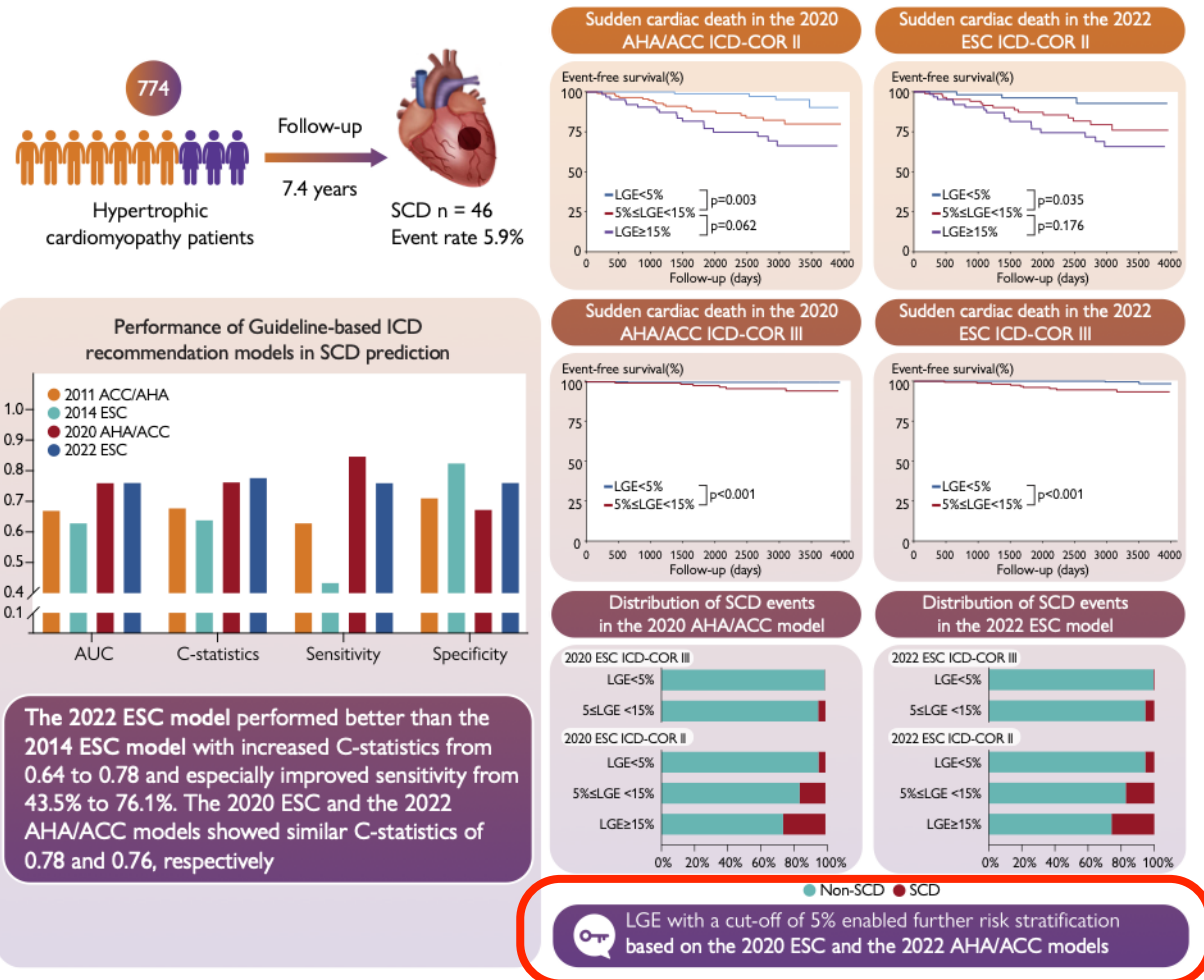 774
Follow-up
7.4 years
Hypertrophic
cardiomyopathy patients
SCD n = 46
Event rate 5.9%
Performance of Guideline-based ICD
recommendation models in SCD prediction
2011 ACC/AHA
2014 ESC
2020 AHA/ACC
2022 ESC
1.0
0.9
0.8
0.7
0.6
0.5
0.4
0.1
AUC C-statistics Sensitivity Specificity
The 2022 ESC model performed better than the
2014 ESC model with increased C-statistics from
0.64 to 0.78 and especially improved sensitivity from
43.5% to 76.1%. The 2020 ESC and the 2022
AHA/ACC models showed similar C-statistics of
0.78 and 0.76, respectively
Sudden cardiac death in the 2020
AHA/ACC ICD-COR II
Event-free survival(%)
100
75
50
25
0
LGE<5%
5%≤LGE<15%
LGE≥15%
p=0.003
p=0.062
0 500 1000 1500 2000 2500 3000 3500 4000
Follow-up (days)
Sudden cardiac death in the 2022
ESC ICD-COR II
Event-free survival(%)
100
75
50
25
0
LGE<5%
5%≤LGE<15%
LGE≥15%
p=0.035
p=0.176
0 500 1000 1500 2000 2500 3000 3500 4000
Follow-up (days)
Sudden cardiac death in the 2020
AHA/ACC ICD-COR III
Event-free survival(%)
100
75
50
25
0
LGE<5%
5%≤LGE<15%
p<0.001
0 500 1000 1500 2000 2500 3000 3500 4000
Follow-up (days)
Sudden cardiac death in the 2022
ESC ICD-COR III
Event-free survival(%)
100
75
50
25
0
LGE<5%
5%≤LGE<15%
p<0.001
0 500 1000 1500 2000 2500 3000 3500 4000
Follow-up (days)
Distribution of SCD events
in the 2020 AHA/ACC model
2020 ESC ICD-COR III
LGE<5%
5≤LGE <15%
2020 ESC ICD-COR II
LGE<5%
5%≤LGE <15%
LGE≥15%
0% 20% 40% 60% 80% 100%
Distribution of SCD events
in the 2022 ESC model
2022 ESC ICD-COR III
LGE<5%
5≤LGE <15%
2022 ESC ICD-COR II
LGE<5%
5%≤LGE <15%
LGE≥15%
0% 20% 40% 60% 80% 100%
Non-SCD SCD
LGE with a cut-off of 5% enabled further risk stratification
based on the 2020 ESC and the 2022 AHA/ACC models